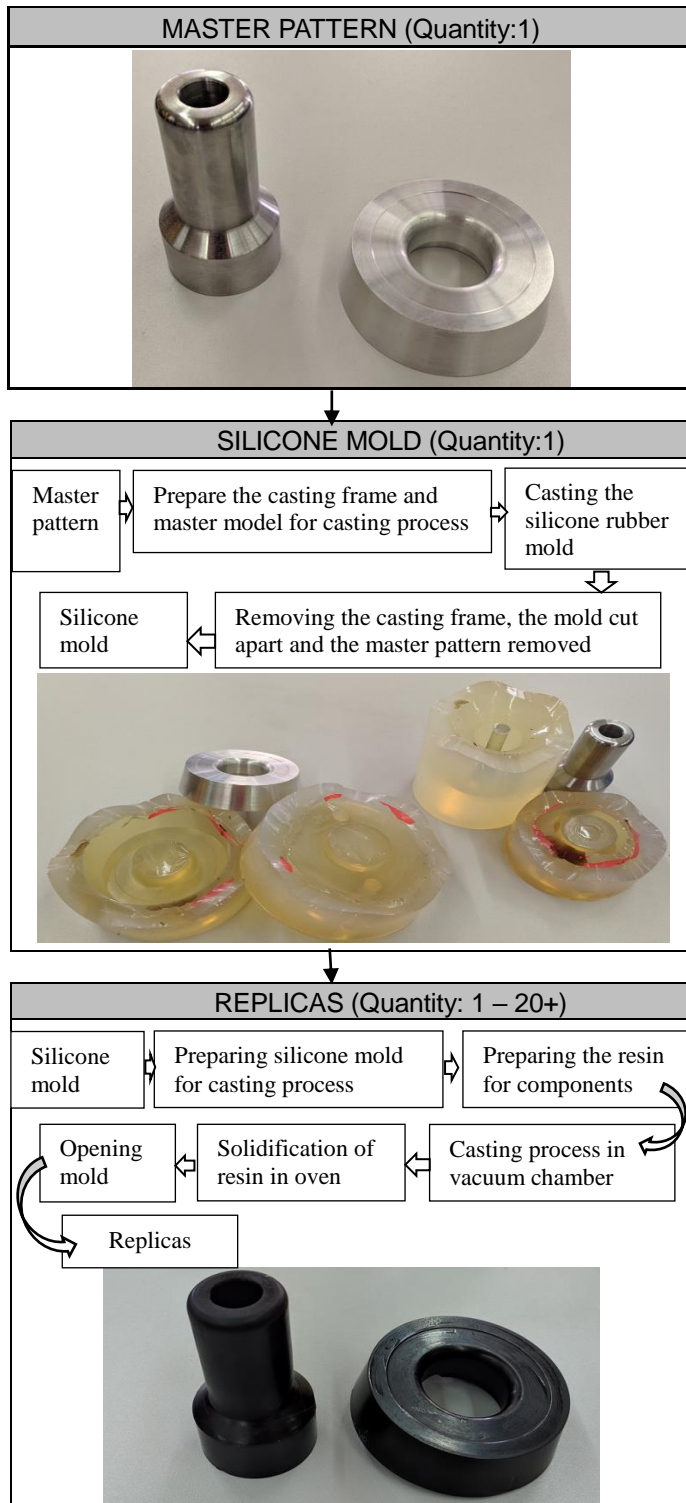 MASTER PATTERN (Quantity:1)
SILICONE MOLD (Quantity:1)
Master
pattern
Prepare the casting frame and
master model for casting process
Casting the
silicone rubber
mold
Removing the casting frame, the mold cut
apart and the master pattern removed
Silicone
mold
REPLICAS (Quantity: 1 – 20+)
Silicone
mold
Preparing silicone mold
for casting process
Preparing the resin
for components
Casting process in
vacuum chamber
Solidification of
resin in oven
Opening
mold
Replicas